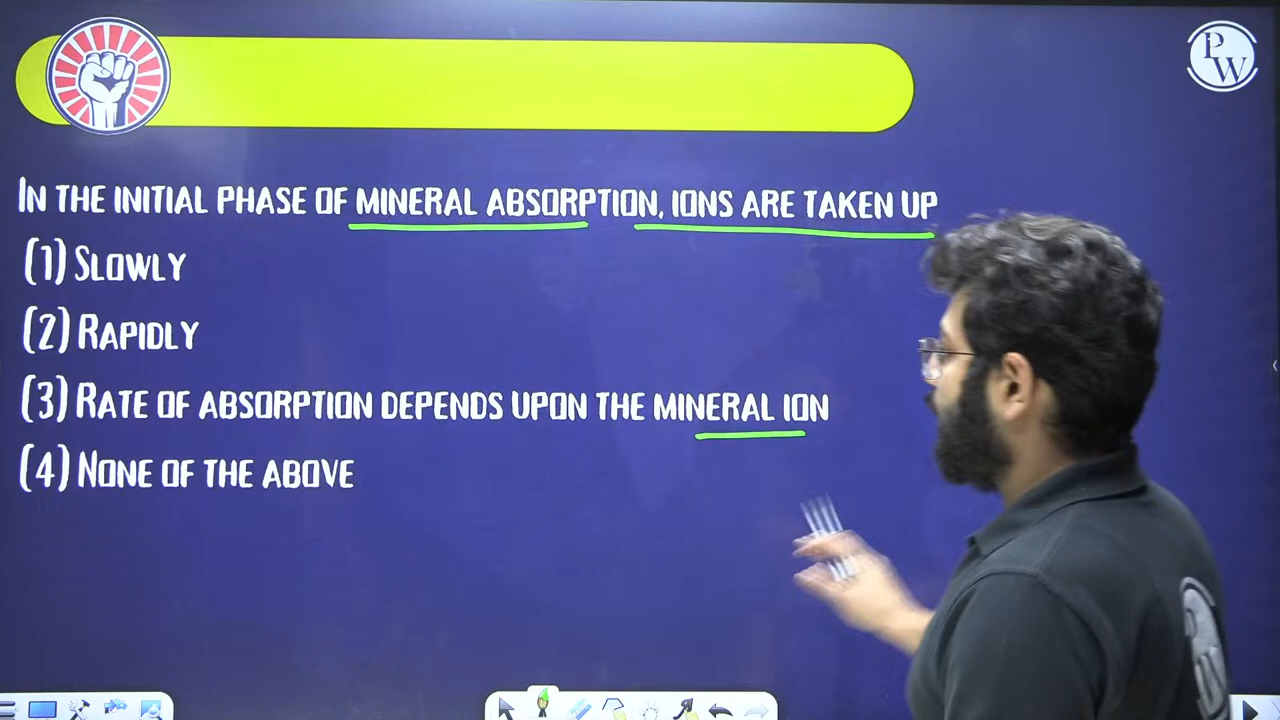 PW
IN THE INITIAL PHASE OF MINERAL ABSORPTION, IONS ARE TAKEN UP
(1) SLOWLY
(2) RAPIDLY
(3) RATE OF ABSORPTION DEPENDS UPON THE MINERAL ION
(4) NONE OF THE ABOVE